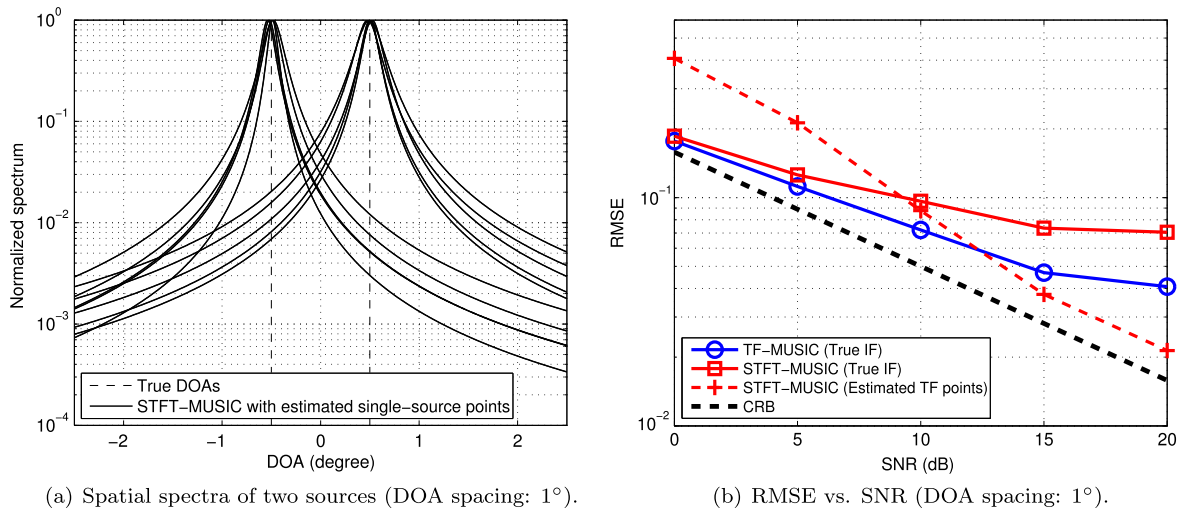 10^0
10^-1
10^-2
10^-3
10^-4
Normalized spectrum
True DOAs
STFT−MUSIC with estimated single−source points
−2 −1 0 1 2
DOA (degree)
(a) Spatial spectra of two sources (DOA spacing: 1°).
10^-1
10^-2
RMSE
TF−MUSIC (True IF)
STFT−MUSIC (True IF)
STFT−MUSIC (Estimated TF points)
CRB
0 5 10 15 20
SNR (dB)
(b) RMSE vs. SNR (DOA spacing: 1°).